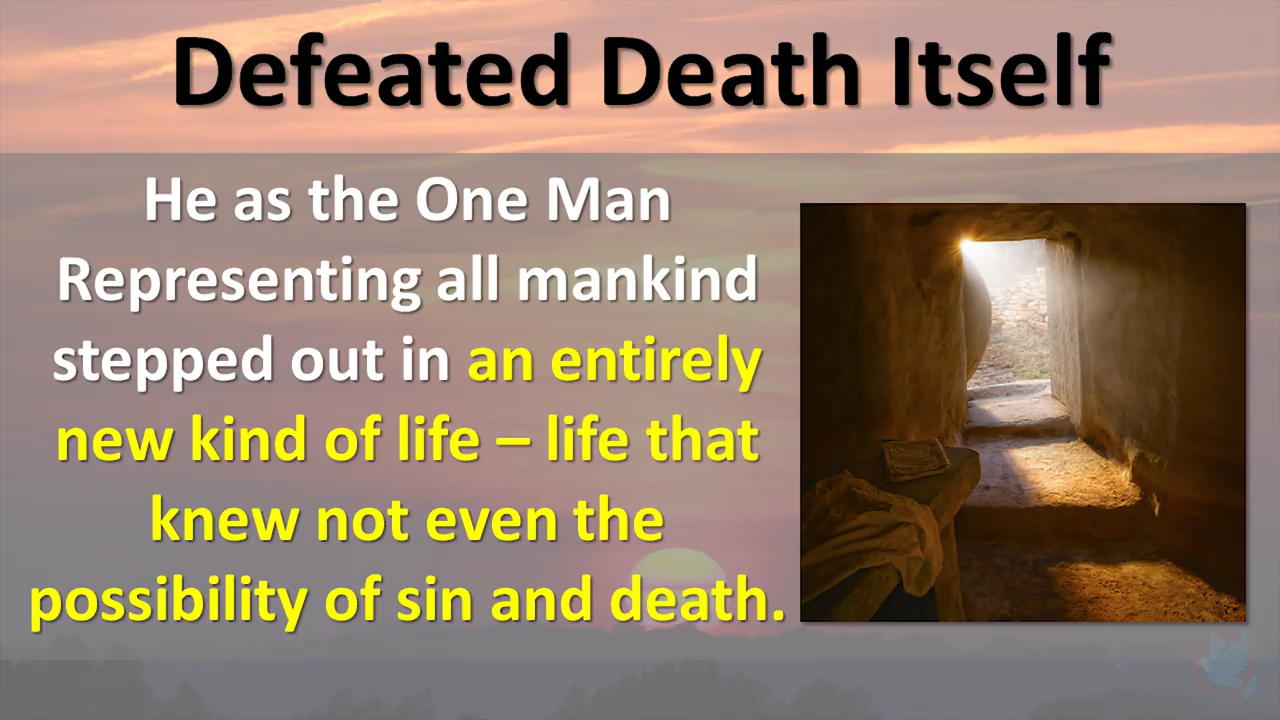 Defeated Death Itself
He as the One Man
Representing all mankind
stepped out in an entirely
new kind of life – life that
knew not even the
possibility of sin and death.